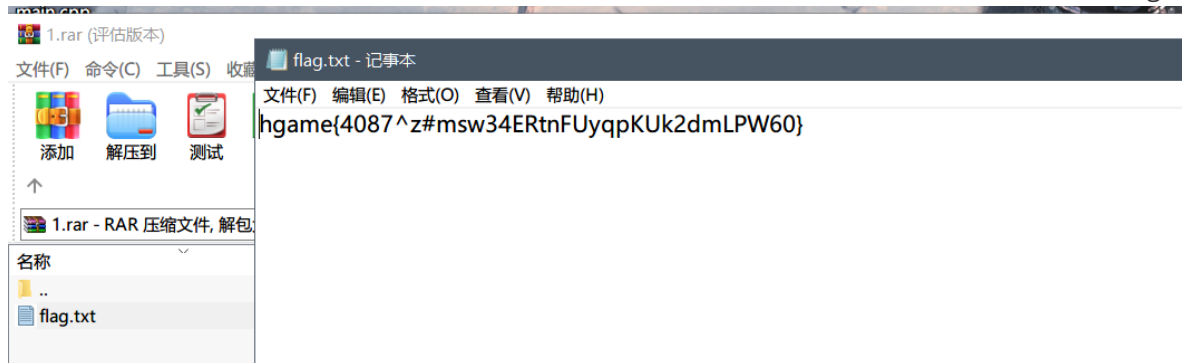 main.cpp
1.rar (评估版本)
文件(F) 命令(C) 工具(S) 收藏
添加
解压到
测试
1.rar - RAR 压缩文件, 解包
名称
..
flag.txt
flag.txt - 记事本
文件(F) 编辑(E) 格式(O) 查看(V) 帮助(H)
hgame{4087^z#msw34ERtnFUyqpKUk2dmLPW60}